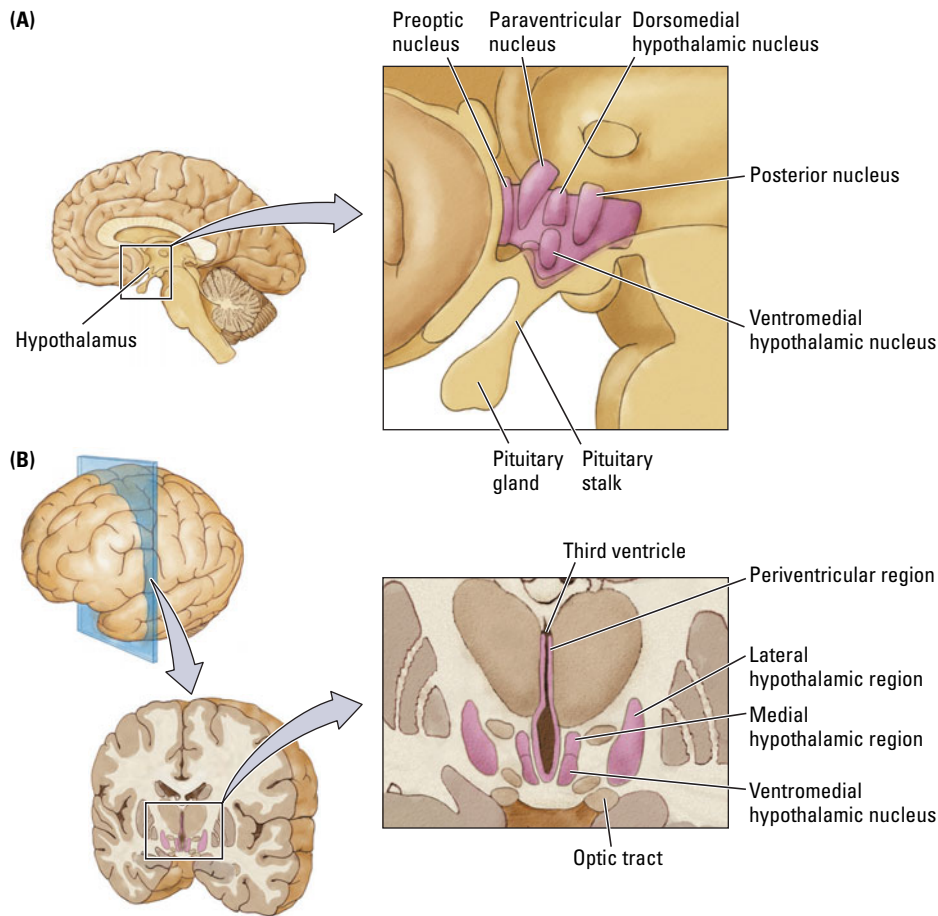 (A)
Preoptic
nucleus
Paraventricular
nucleus
Dorsomedial
hypothalamic nucleus
Posterior nucleus
Hypothalamus
Ventromedial
hypothalamic nucleus
Pituitary
gland
Pituitary
stalk
(B)
Third ventricle
Periventricular region
Lateral
hypothalamic region
Medial
hypothalamic region
Ventromedial
hypothalamic nucleus
Optic tract